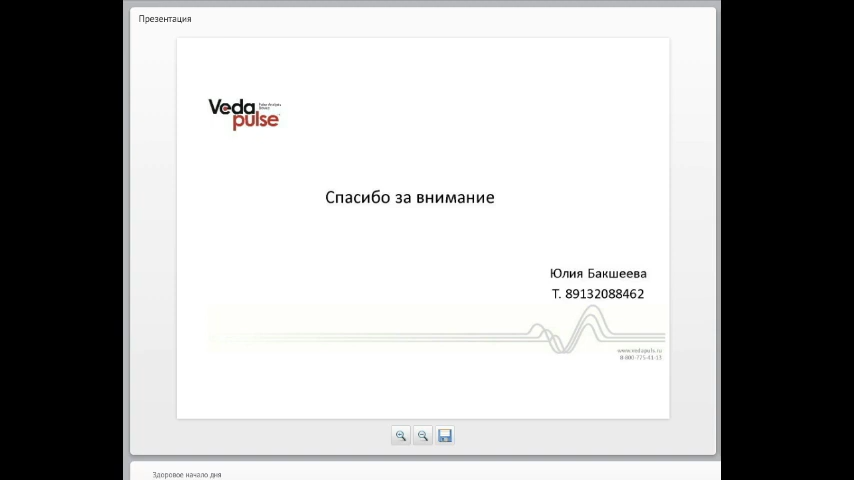 Презентация
Veda
pulse
Спасибо за внимание
Юлия Бакшеева
Т. 89132088462
Здоровое начало дня